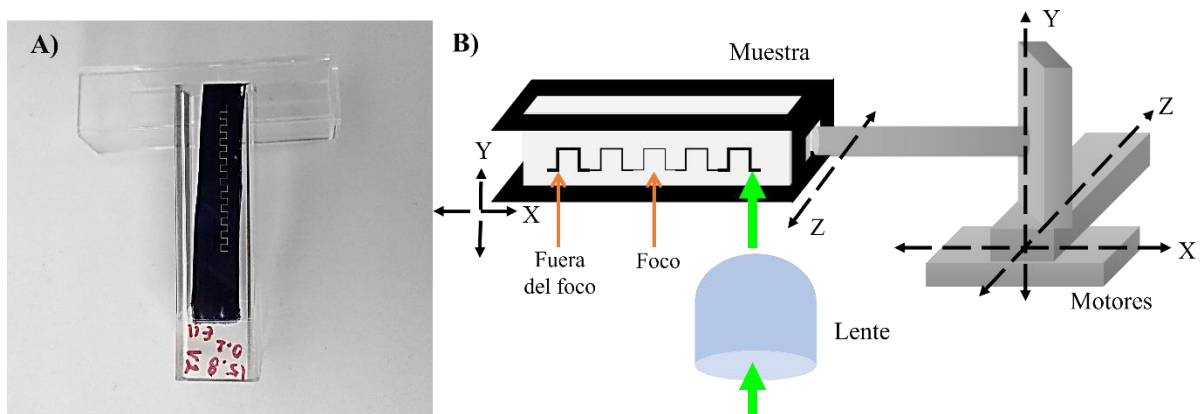 A)
B)
Muestra
Y
Z
Y
X
Z
X
Fuera
del foco
Foco
Motores
Lente